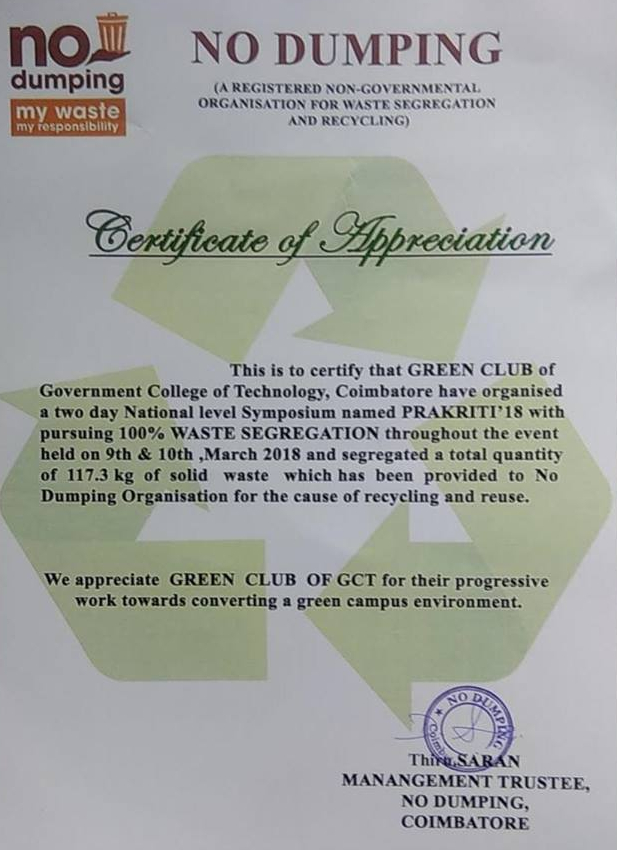 no
dumping
my waste
my responsibility
NO DUMPING
(A REGISTERED NON-GOVERNMENTAL
ORGANISATION FOR WASTE SEGREGATION
AND RECYCLING)
Certificate of Appreciation
This is to certify that GREEN CLUB of
Government College of Technology, Coimbatore have organised
a two day National level Symposium named PRAKRITI'18 with
pursuing 100% WASTE SEGREGATION throughout the event
held on 9th & 10th ,March 2018 and segregated a total quantity
of 117.3 kg of solid waste which has been provided to No
Dumping Organisation for the cause of recycling and reuse.
We appreciate GREEN CLUB OF GCT for their progressive
work towards converting a green campus environment.
★ NO DUMPING
Thiru.SARAN
MANANGEMENT TRUSTEE,
NO DUMPING,
COIMBATORE